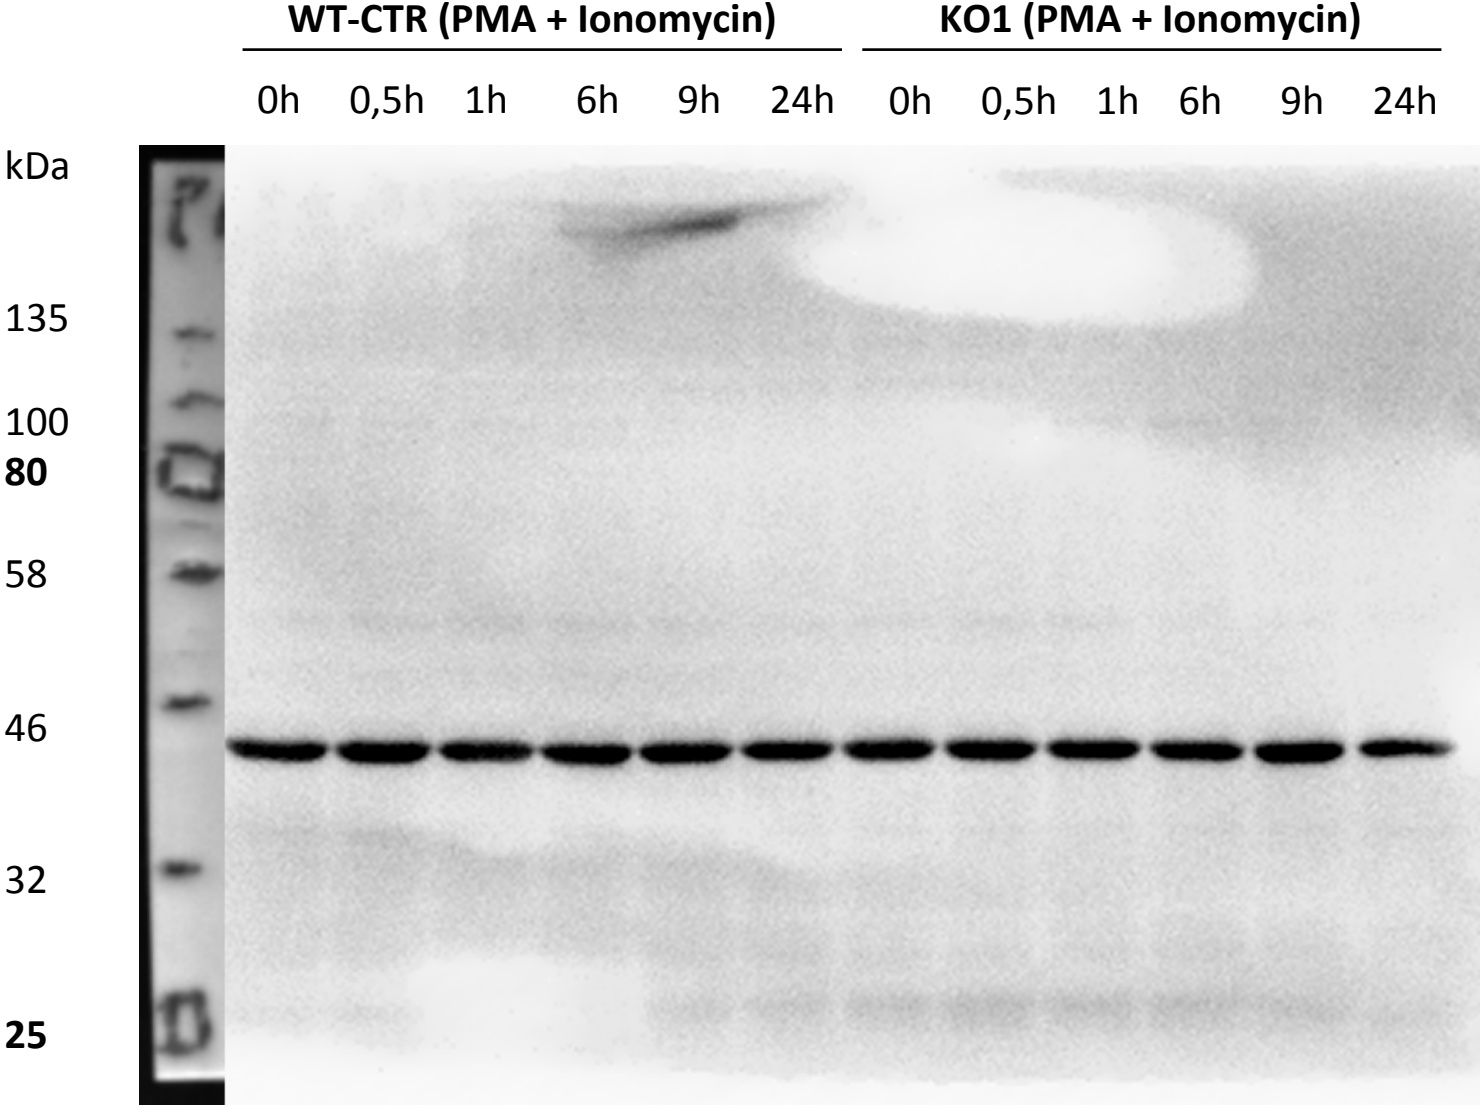 WT-CTR (PMA + Ionomycin) KO1 (PMA + Ionomycin)
0h 0,5h 1h 6h 9h 24h 0h 0,5h 1h 6h 9h 24h
kDa
135
100
80
58
46
32
25